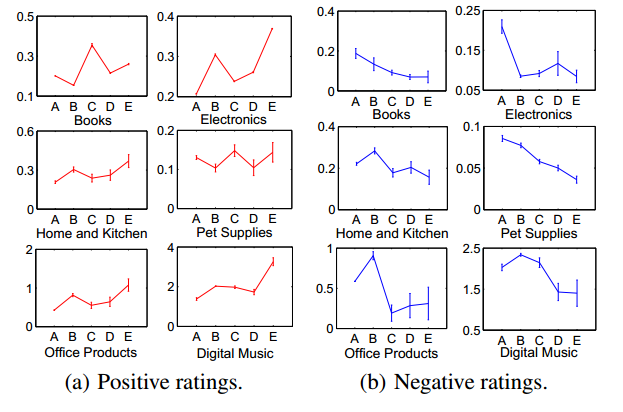 0.5 0.3 0.1 A B C D E Books
0.4 0.3 0.2 A B C D E Electronics
0.4 0.2 0 A B C D E Books
0.25 0.15 0.05 A B C D E Electronics
0.6 0.3 0 A B C D E Home and Kitchen
0.2 0.1 0 A B C D E Pet Supplies
0.4 0.2 0 A B C D E Home and Kitchen
0.1 0.05 0 A B C D E Pet Supplies
2 1 0 A B C D E Office Products
4 2 0 A B C D E Digital Music
1 0.5 0 A B C D E Office Products
2.5 1.5 0.5 A B C D E Digital Music
(a) Positive ratings.
(b) Negative ratings.